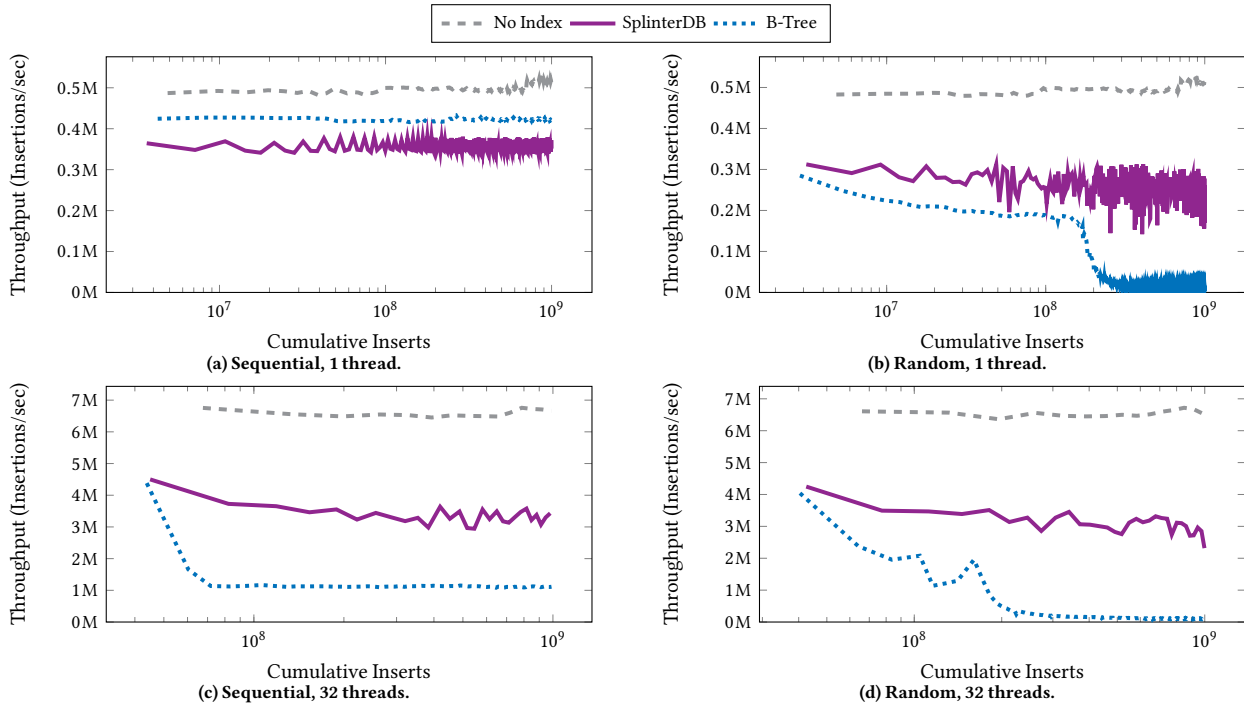 No Index SplinterDB B-Tree
Throughput (Insertions/sec)
0.5M
0.4M
0.3M
0.2M
0.1M
0M
10^7 10^8 10^9
Cumulative Inserts
(a) Sequential, 1 thread.
Throughput (Insertions/sec)
0.5M
0.4M
0.3M
0.2M
0.1M
0M
10^7 10^8 10^9
Cumulative Inserts
(b) Random, 1 thread.
Throughput (Insertions/sec)
7M
6M
5M
4M
3M
2M
1M
0M
10^8 10^9
Cumulative Inserts
(c) Sequential, 32 threads.
Throughput (Insertions/sec)
7M
6M
5M
4M
3M
2M
1M
0M
10^8 10^9
Cumulative Inserts
(d) Random, 32 threads.